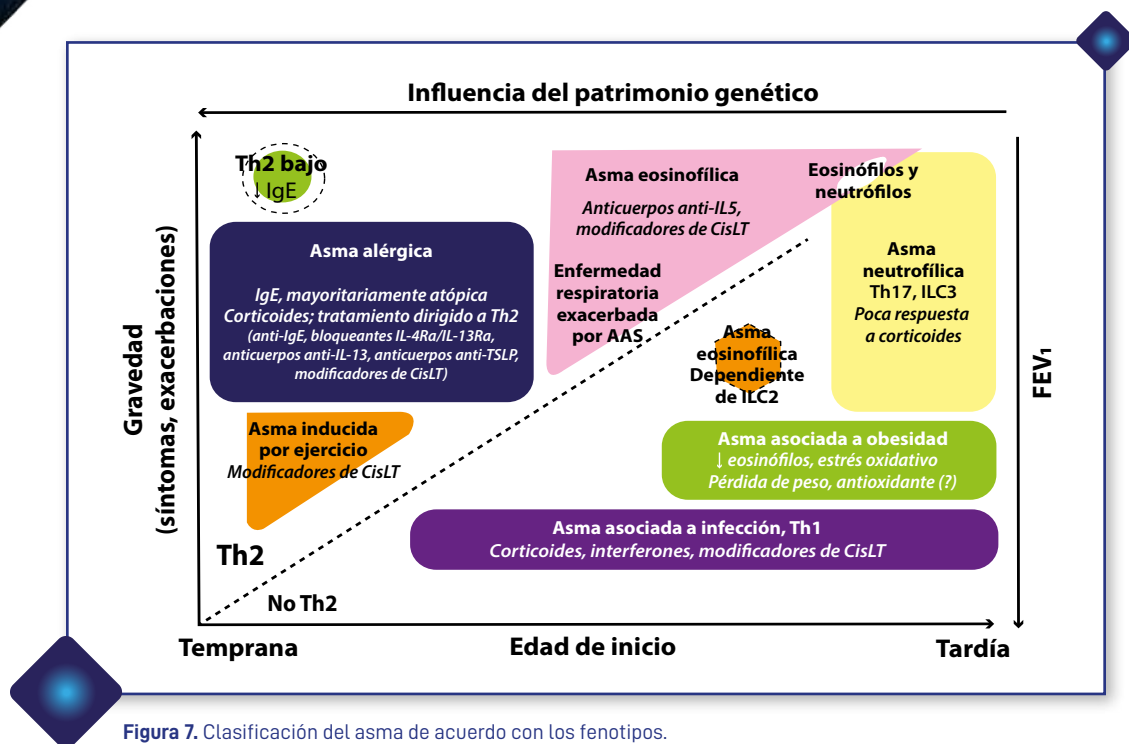 Influencia del patrimonio genético
Th2 bajo
↓ IgE
Asma alérgica
IgE, mayoritariamente atópica
Corticoides; tratamiento dirigido a Th2
(anti-IgE, bloqueantes IL-4Ra/IL-13Ra,
anticuerpos anti-IL-13, anticuerpos anti-TSLP,
modificadores de CisLT)
Asma inducida
por ejercicio
Modificadores de CisLT
Th2
No Th2
Asma eosinofílica
Anticuerpos anti-IL5,
modificadores de CisLT
Enfermedad
respiratoria
exacerbada
por AAS
Eosinófilos y
neutrófilos
Asma
neutrofílica
Th17, ILC3
Poca respuesta
a corticoides
Asma
eosinofílica
Dependiente
de ILC2
Asma asociada a obesidad
↓ eosinófilos, estrés oxidativo
Pérdida de peso, antioxidante (?)
Asma asociada a infección, Th1
Corticoides, interferones, modificadores de CisLT
Gravedad
(síntomas, exacerbaciones)
FEV₁
Temprana
Edad de inicio
Tardía
Figura 7. Clasificación del asma de acuerdo con los fenotipos.